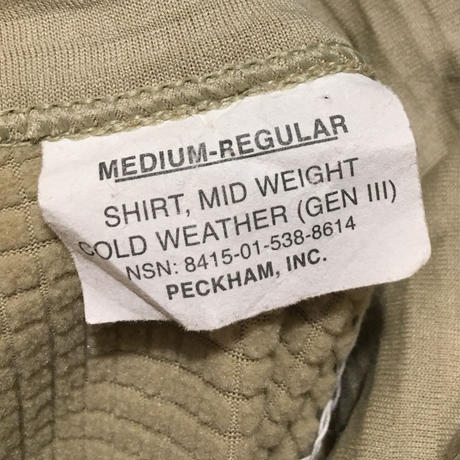 MEDIUM-REGULAR
SHIRT, MID WEIGHT
COLD WEATHER (GEN III)
NSN: 8415-01-538-8614
PECKHAM, INC.